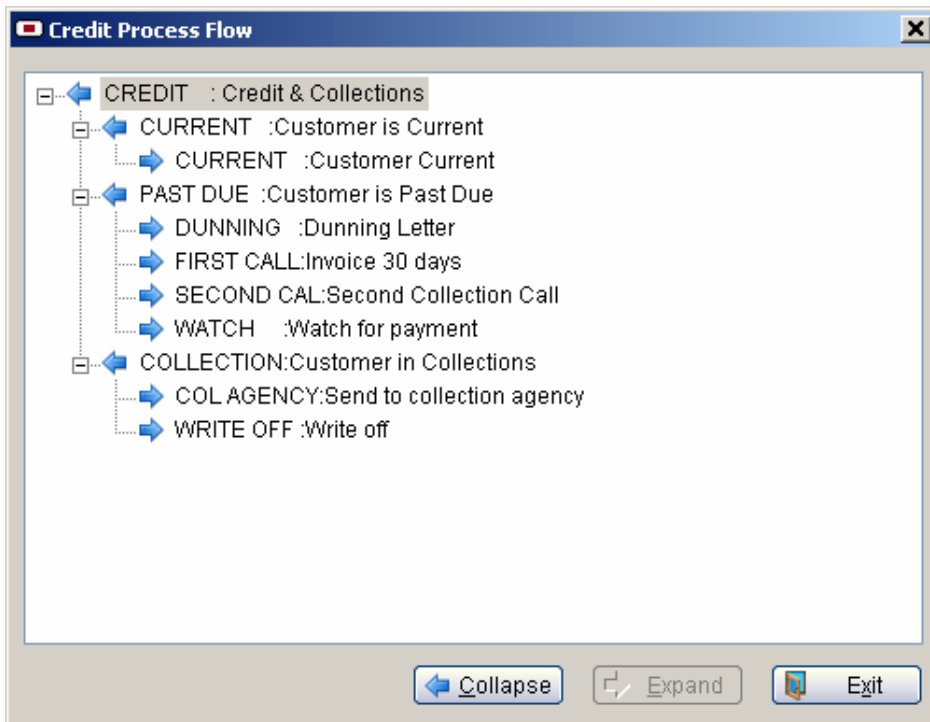 Credit Process Flow
CREDIT : Credit & Collections
CURRENT :Customer is Current
CURRENT :Customer Current
PAST DUE :Customer is Past Due
DUNNING :Dunning Letter
FIRST CALL:Invoice 30 days
SECOND CAL:Second Collection Call
WATCH :Watch for payment
COLLECTION:Customer in Collections
COL AGENCY:Send to collection agency
WRITE OFF :Write off
Collapse Expand Exit